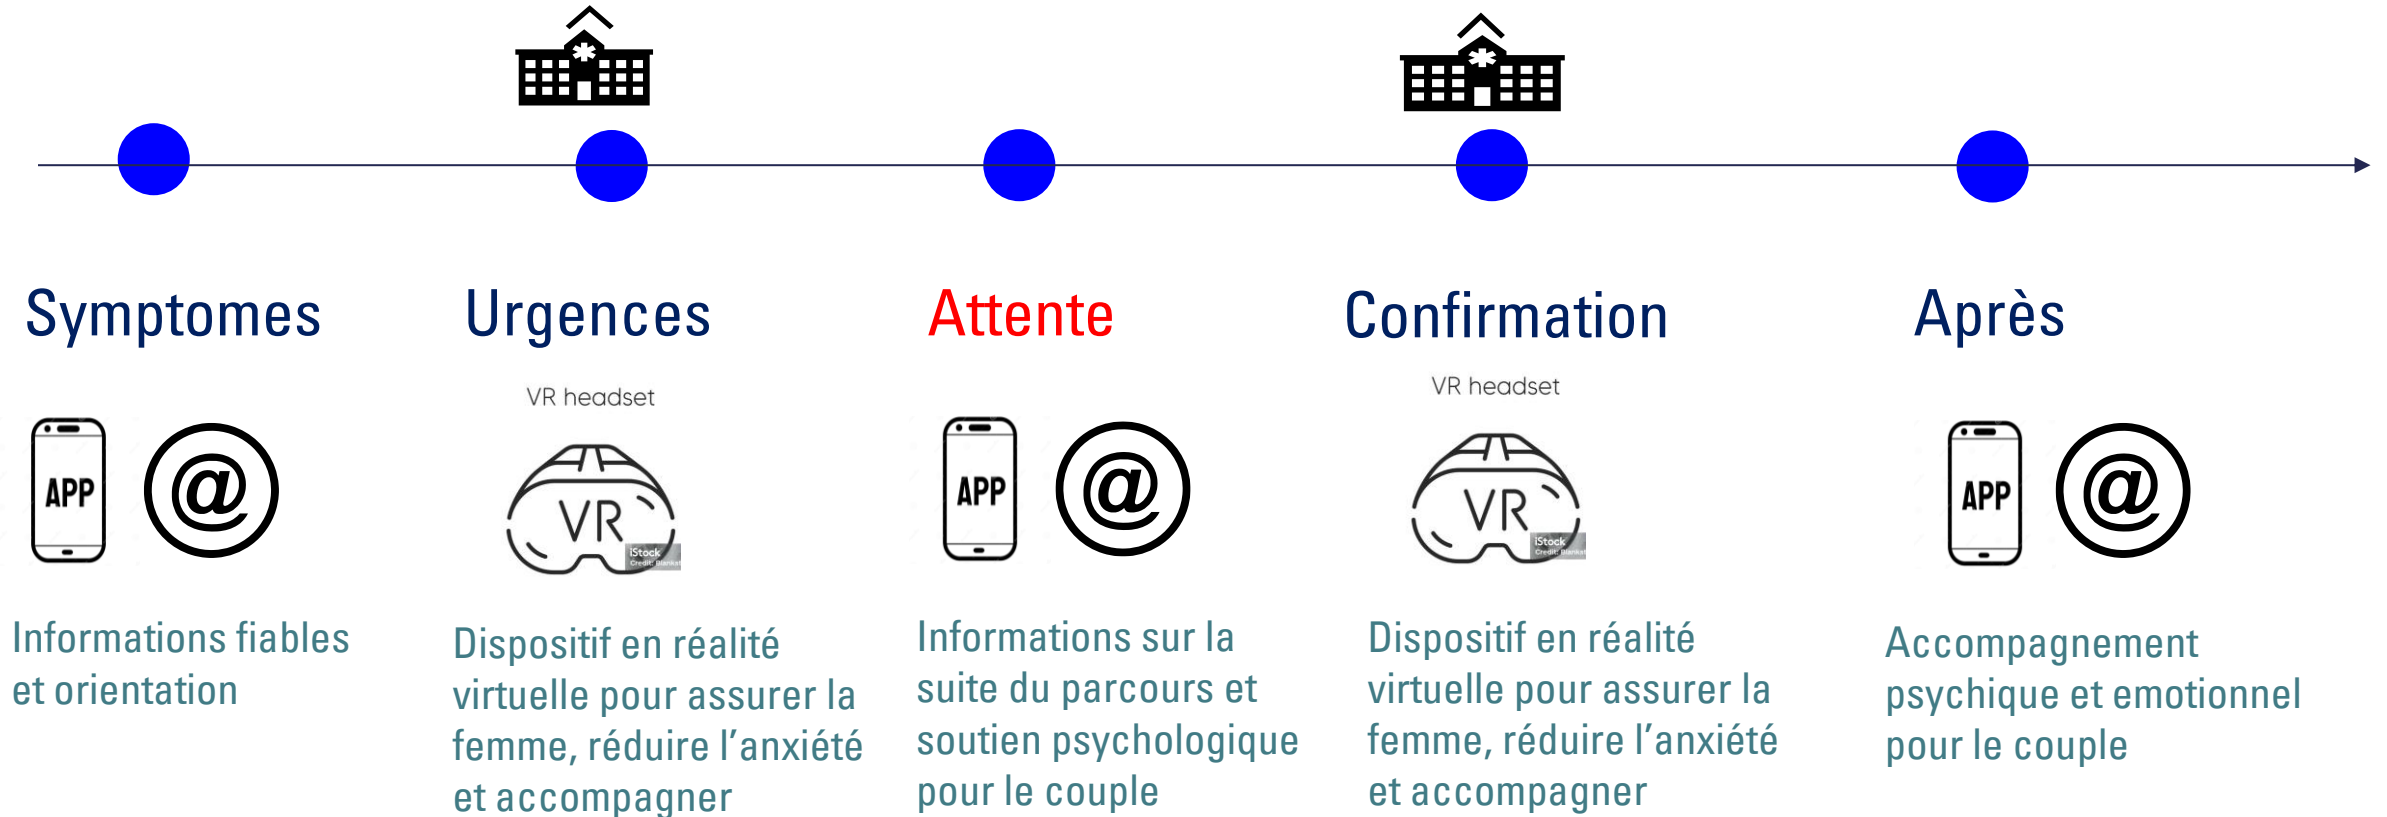 Symptomes
Urgences
Attente
Confirmation
Après
APP
@
VR headset
VR
iStock
APP
@
VR headset
VR
iStock
APP
@
Informations fiables
et orientation
Dispositif en réalité
virtuelle pour assurer la
femme, réduire l’anxiété
et accompagner
Informations sur la
suite du parcours et
soutien psychologique
pour le couple
Dispositif en réalité
virtuelle pour assurer la
femme, réduire l’anxiété
et accompagner
Accompagnement
psychique et emotionnel
pour le couple